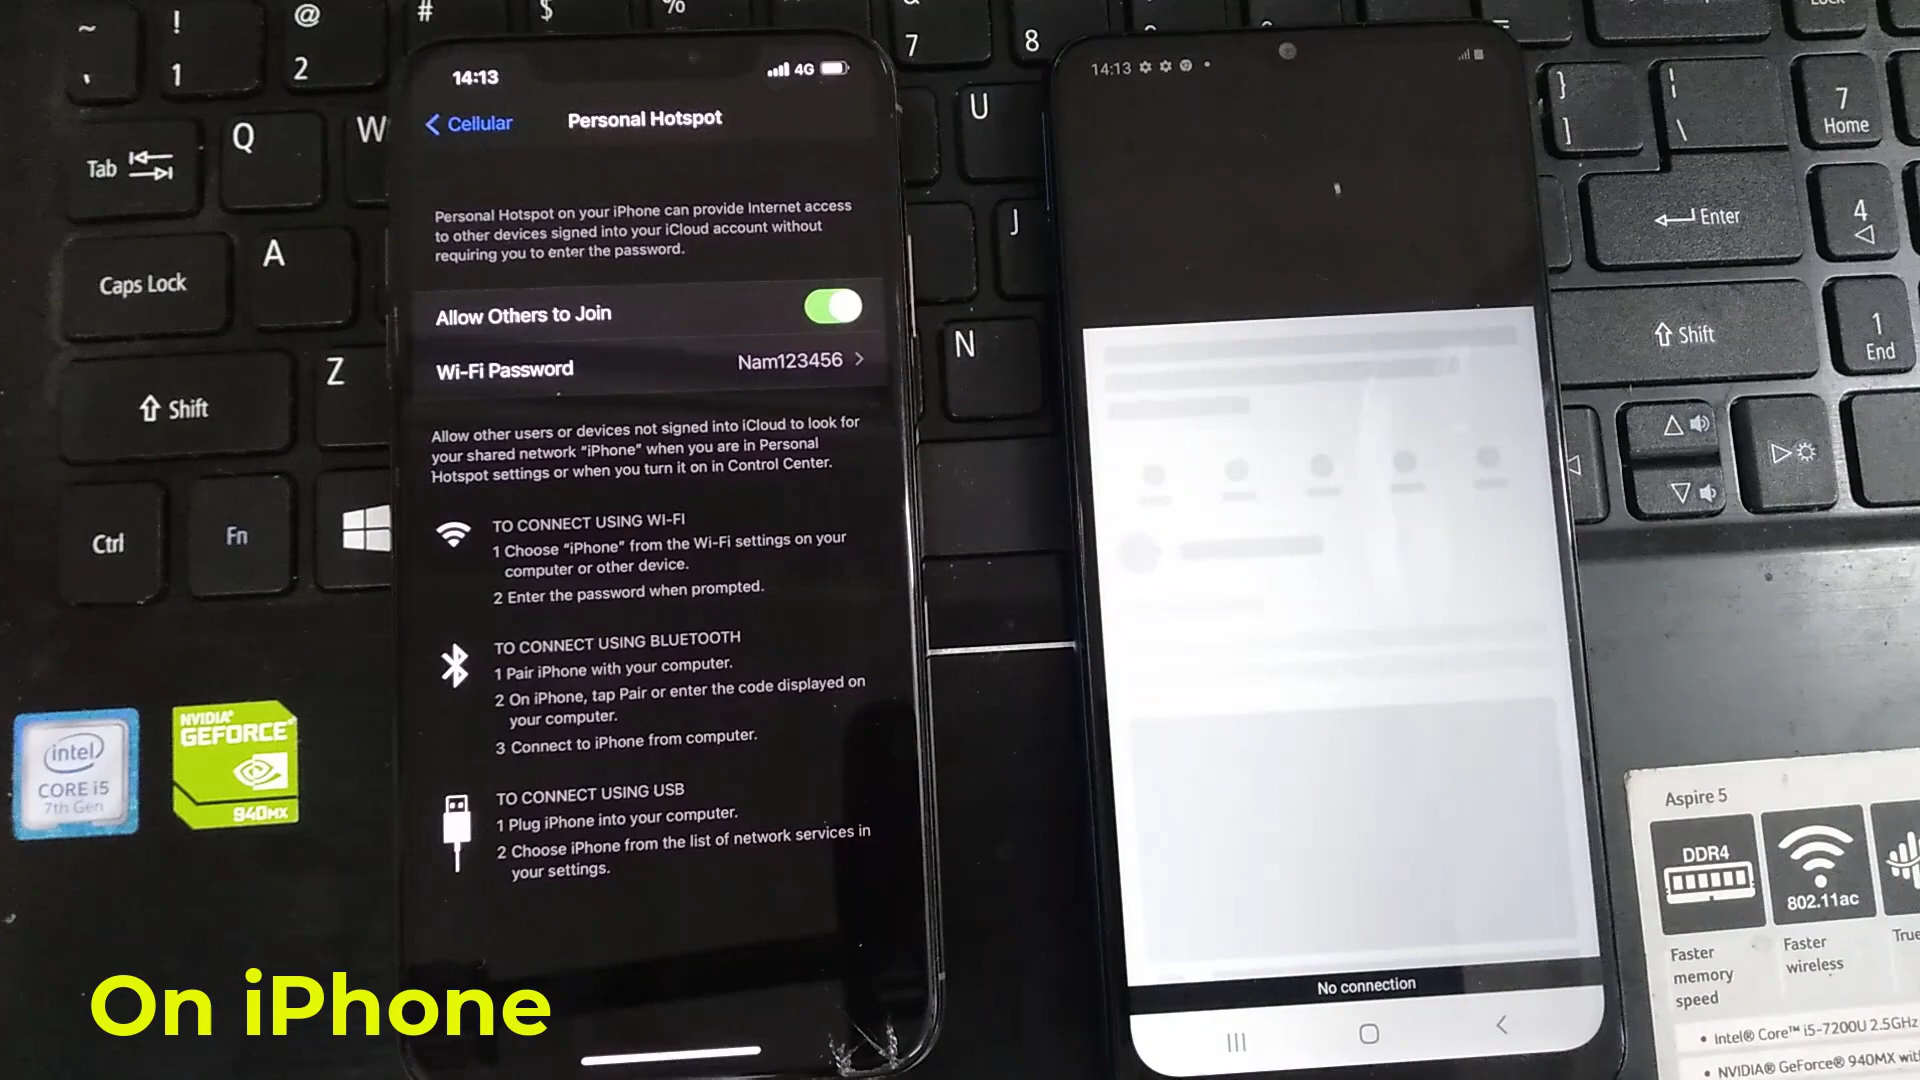 ~
!
@
#
$
%
&
`
1
2
7
8
Tab
Q
W
U
}
]
¦
\
7
Home
Caps Lock
A
J
Enter
4
Shift
Z
N
Shift
1
End
Ctrl
Fn
14:13
4G
Cellular
Personal Hotspot
Personal Hotspot on your iPhone can provide Internet access
to other devices signed into your iCloud account without
requiring you to enter the password.
Allow Others to Join
Wi-Fi Password
Nam123456
Allow other users or devices not signed into iCloud to look for
your shared network “iPhone” when you are in Personal
Hotspot settings or when you turn it on in Control Center.
TO CONNECT USING WI-FI
1 Choose “iPhone” from the Wi-Fi settings on your
computer or other device.
2 Enter the password when prompted.
TO CONNECT USING BLUETOOTH
1 Pair iPhone with your computer.
2 On iPhone, tap Pair or enter the code displayed on
your computer.
3 Connect to iPhone from computer.
TO CONNECT USING USB
1 Plug iPhone into your computer.
2 Choose iPhone from the list of network services in
your settings.
14:13
No connection
intel
CORE i5
7th Gen
NVIDIA®
GEFORCE®
940MX
Aspire 5
DDR4
802.11ac
Faster
memory
speed
Faster
wireless
True
• Intel® Core™ i5-7200U 2.5GHz
• NVIDIA® GeForce® 940MX with
On iPhone